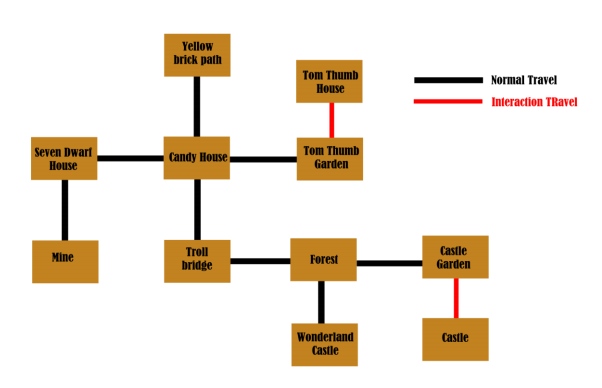 Yellow
brick path
Tom Thumb
House
Normal Travel
Interaction TRavel
Seven Dwarf
House
Candy House
Tom Thumb
Garden
Mine
Troll
bridge
Forest
Castle
Garden
Wonderland
Castle
Castle